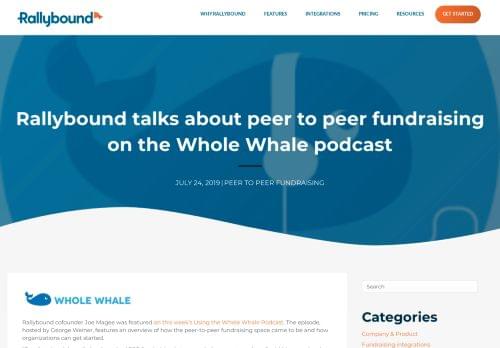 Rallybound
WHY RALLYBOUND
FEATURES
INTEGRATIONS
PRICING
RESOURCES
GET STARTED
Rallybound talks about peer to peer fundraising
on the Whole Whale podcast
JULY 24, 2019 | PEER TO PEER FUNDRAISING
WHOLE WHALE
Rallybound cofounder Joe Magee was featured on this week's Using the Whole Whale Podcast. The episode,
hosted by George Weiner, features an overview of how the peer-to-peer fundraising space came to be and how
organizations can get started.
Search
Categories
Company & Product
Fundraising integrations